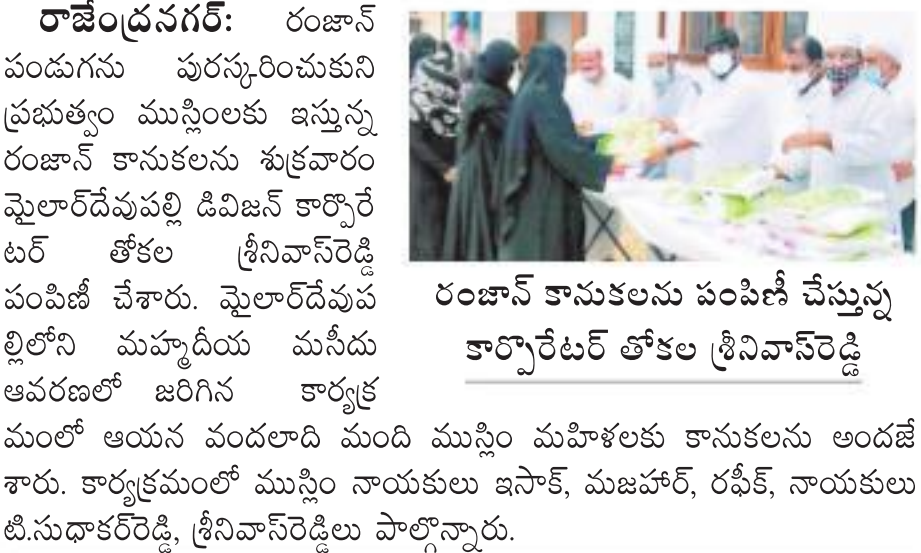 రాజేంద్రనగర్: రంజాన్
పండుగను పురస్కరించుకుని
ప్రభుత్వం ముస్లింలకు ఇస్తున్న
రంజాన్ కానుకలను శుక్రవారం
మైలార్‌దేవుపల్లి డివిజన్ కార్పొరే
టర్ తోకల శ్రీనివాస్‌రెడ్డి
పంపిణీ చేశారు. మైలార్‌దేవుప
ల్లిలోని మహ్మదీయ మసీదు
ఆవరణలో జరిగిన కార్యక్ర
మంలో ఆయన వందలాది మంది ముస్లిం మహిళలకు కానుకలను అందజే
శారు. కార్యక్రమంలో ముస్లిం నాయకులు ఇసాక్, మజహార్, రఫీక్, నాయకులు
టి.సుధాకర్‌రెడ్డి, శ్రీనివాస్‌రెడ్డిలు పాల్గొన్నారు.
రంజాన్ కానుకలను పంపిణీ చేస్తున్న
కార్పొరేటర్ తోకల శ్రీనివాస్‌రెడ్డి